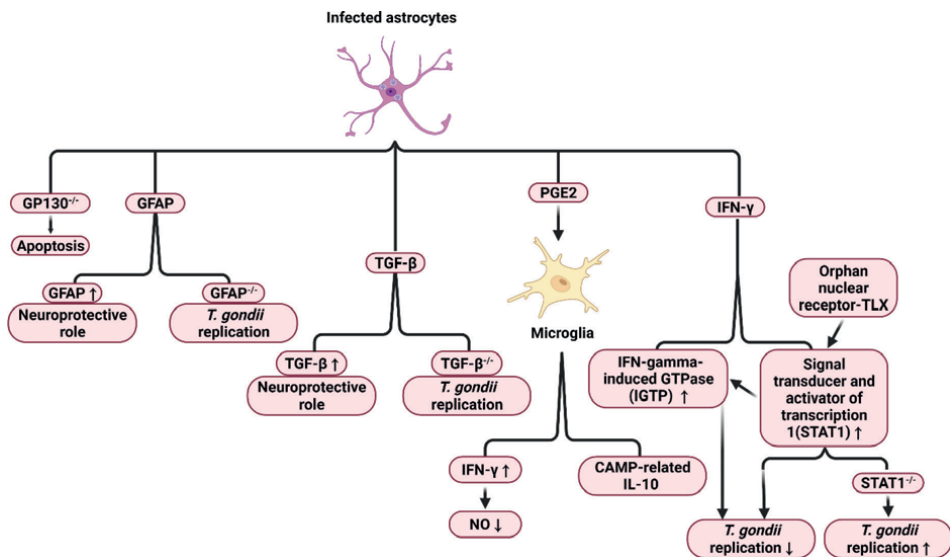 Infected astrocytes
GP130-/-
Apoptosis
GFAP
GFAP ↑
Neuroprotective
role
GFAP-/-
T. gondii
replication
TGF-β
TGF-β ↑
Neuroprotective
role
TGF-β-/-
T. gondii
replication
PGE2
Microglia
IFN-γ ↑
NO ↓
CAMP-related
IL-10
IFN-γ
Orphan
nuclear
receptor-TLX
IFN-gamma-
induced GTPase
(IGTP) ↑
Signal
transducer and
activator of
transcription
1(STAT1) ↑
STAT1-/-
T. gondii
replication ↓
T. gondii
replication ↑